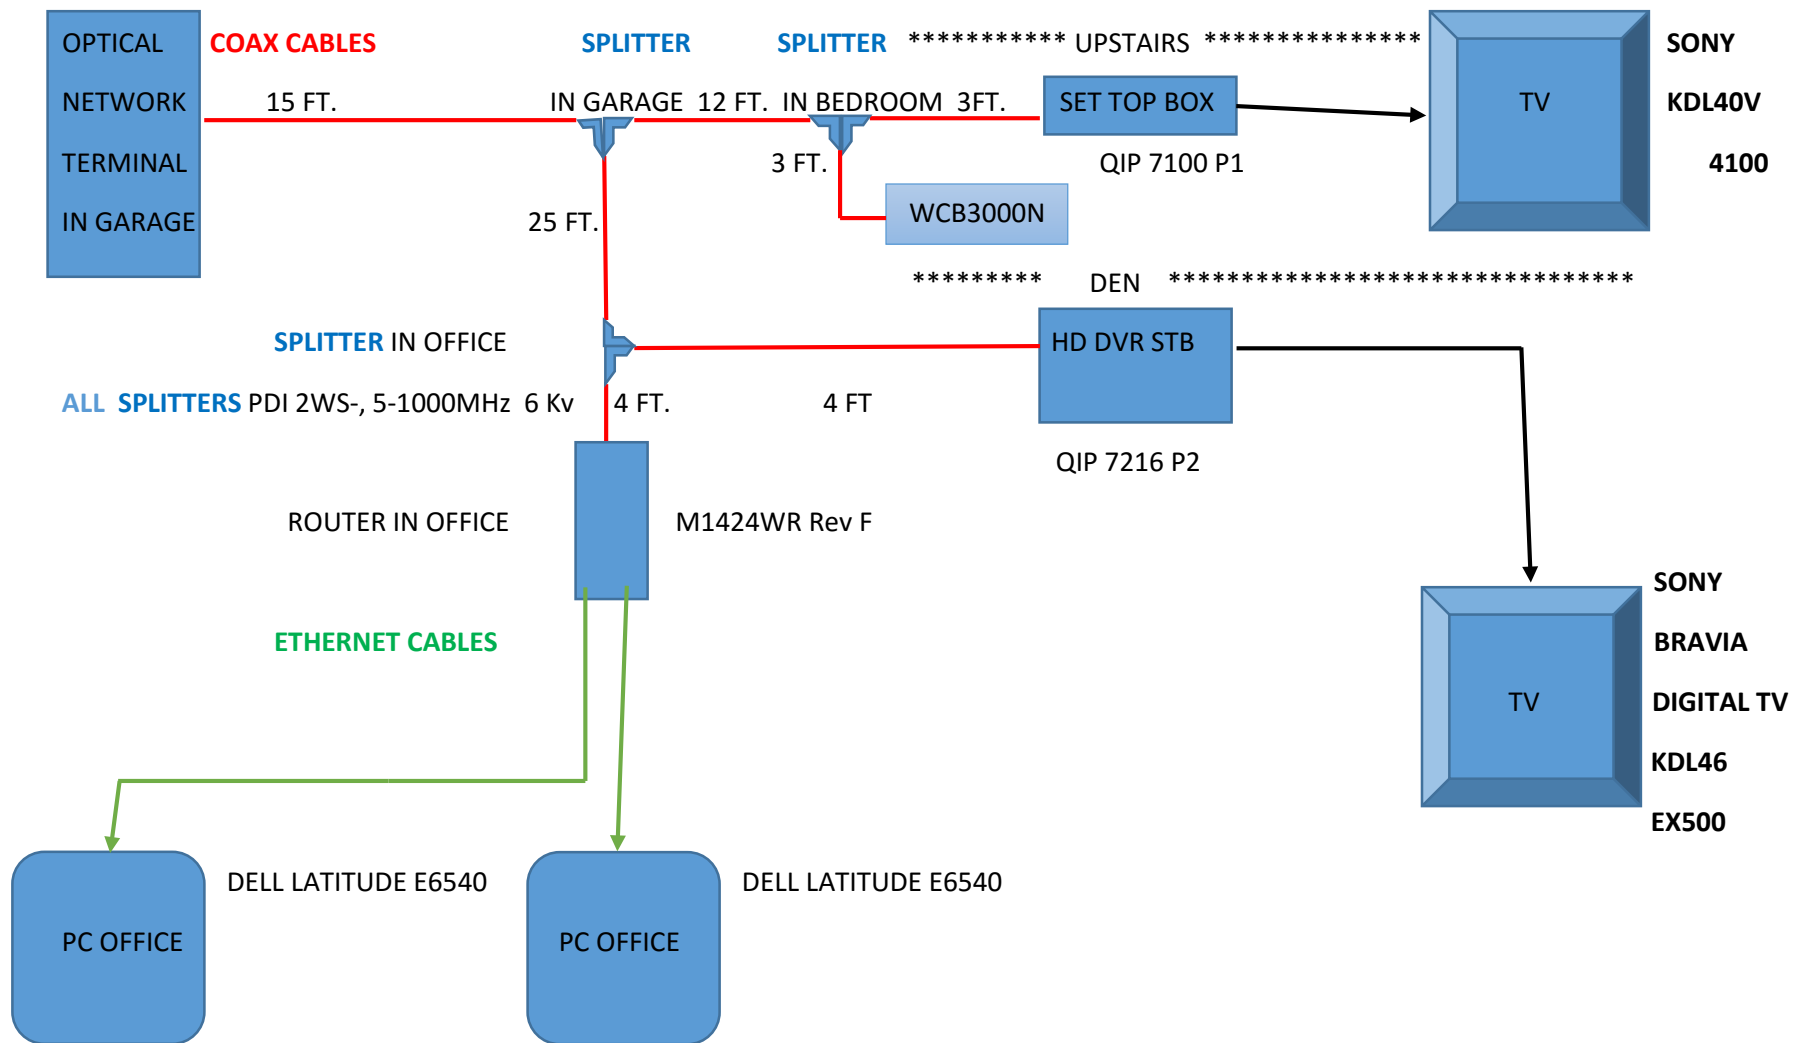 OPTICAL COAX CABLES SPLITTER SPLITTER *********** UPSTAIRS *************** SONY
NETWORK 15 FT. IN GARAGE 12 FT. IN BEDROOM 3FT. SET TOP BOX TV KDL40V
TERMINAL 3 FT. QIP 7100 P1 4100
IN GARAGE 25 FT. WCB3000N
********* DEN ********************************
SPLITTER IN OFFICE HD DVR STB
ALL SPLITTERS PDI 2WS-, 5-1000MHz 6 Kv 4 FT. 4 FT
QIP 7216 P2
ROUTER IN OFFICE M1424WR Rev F
SONY
ETHERNET CABLES BRAVIA
TV DIGITAL TV
KDL46
EX500
DELL LATITUDE E6540 DELL LATITUDE E6540
PC OFFICE PC OFFICE